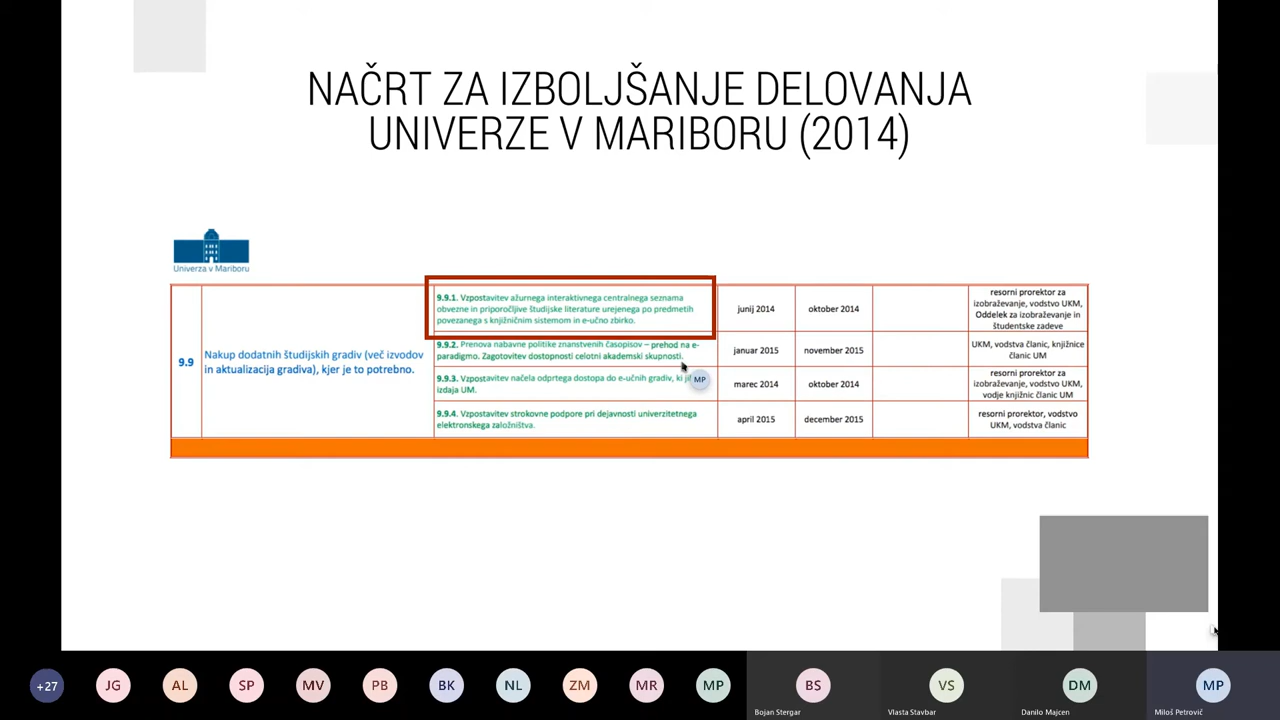 NAČRT ZA IZBOLJŠANJE DELOVANJA
UNIVERZE V MARIBORU (2014)
Univerza v Mariboru
9.9
Nakup dodatnih študijskih gradiv (več izvodov
in aktualizacija gradiva), kjer je to potrebno.
9.9.1. Vzpostavitev ažurnega interaktivnega centralnega seznama
obvezne in priporočljive študijske literature urejenega po predmetih
povezanega s knjižničnim sistemom in e-učno zbirko.
junij 2014
oktober 2014
resorni prorektor za
izobraževanje, vodstvo UKM,
Oddelek za izobraževanje in
študentske zadeve
9.9.2. Prenova nabavne politike znanstvenih časopisov – prehod na e-
paradigmo. Zagotovitev dostopnosti celotni akademski skupnosti.
januar 2015
november 2015
UKM, vodstva članic, knjižnice
članic UM
9.9.3. Vzpostavitev načela odprtega dostopa do e-učnih gradiv, ki
izdaja UM.
MP
marec 2014
oktober 2014
resorni prorektor za
izobraževanje, vodstvo UKM,
vodje knjižnic članic UM
9.9.4. Vzpostavitev strokovne podpore pri dejavnosti univerzitetnega
elektronskega založništva.
april 2015
december 2015
resorni prorektor, vodstvo
UKM, vodstva članic
+27 JG AL SP MV PB BK NL ZM MR MP BS VS DM MP
Bojan Stergar Vlasta Stavbar Danilo Majcen Miloš Petrovič